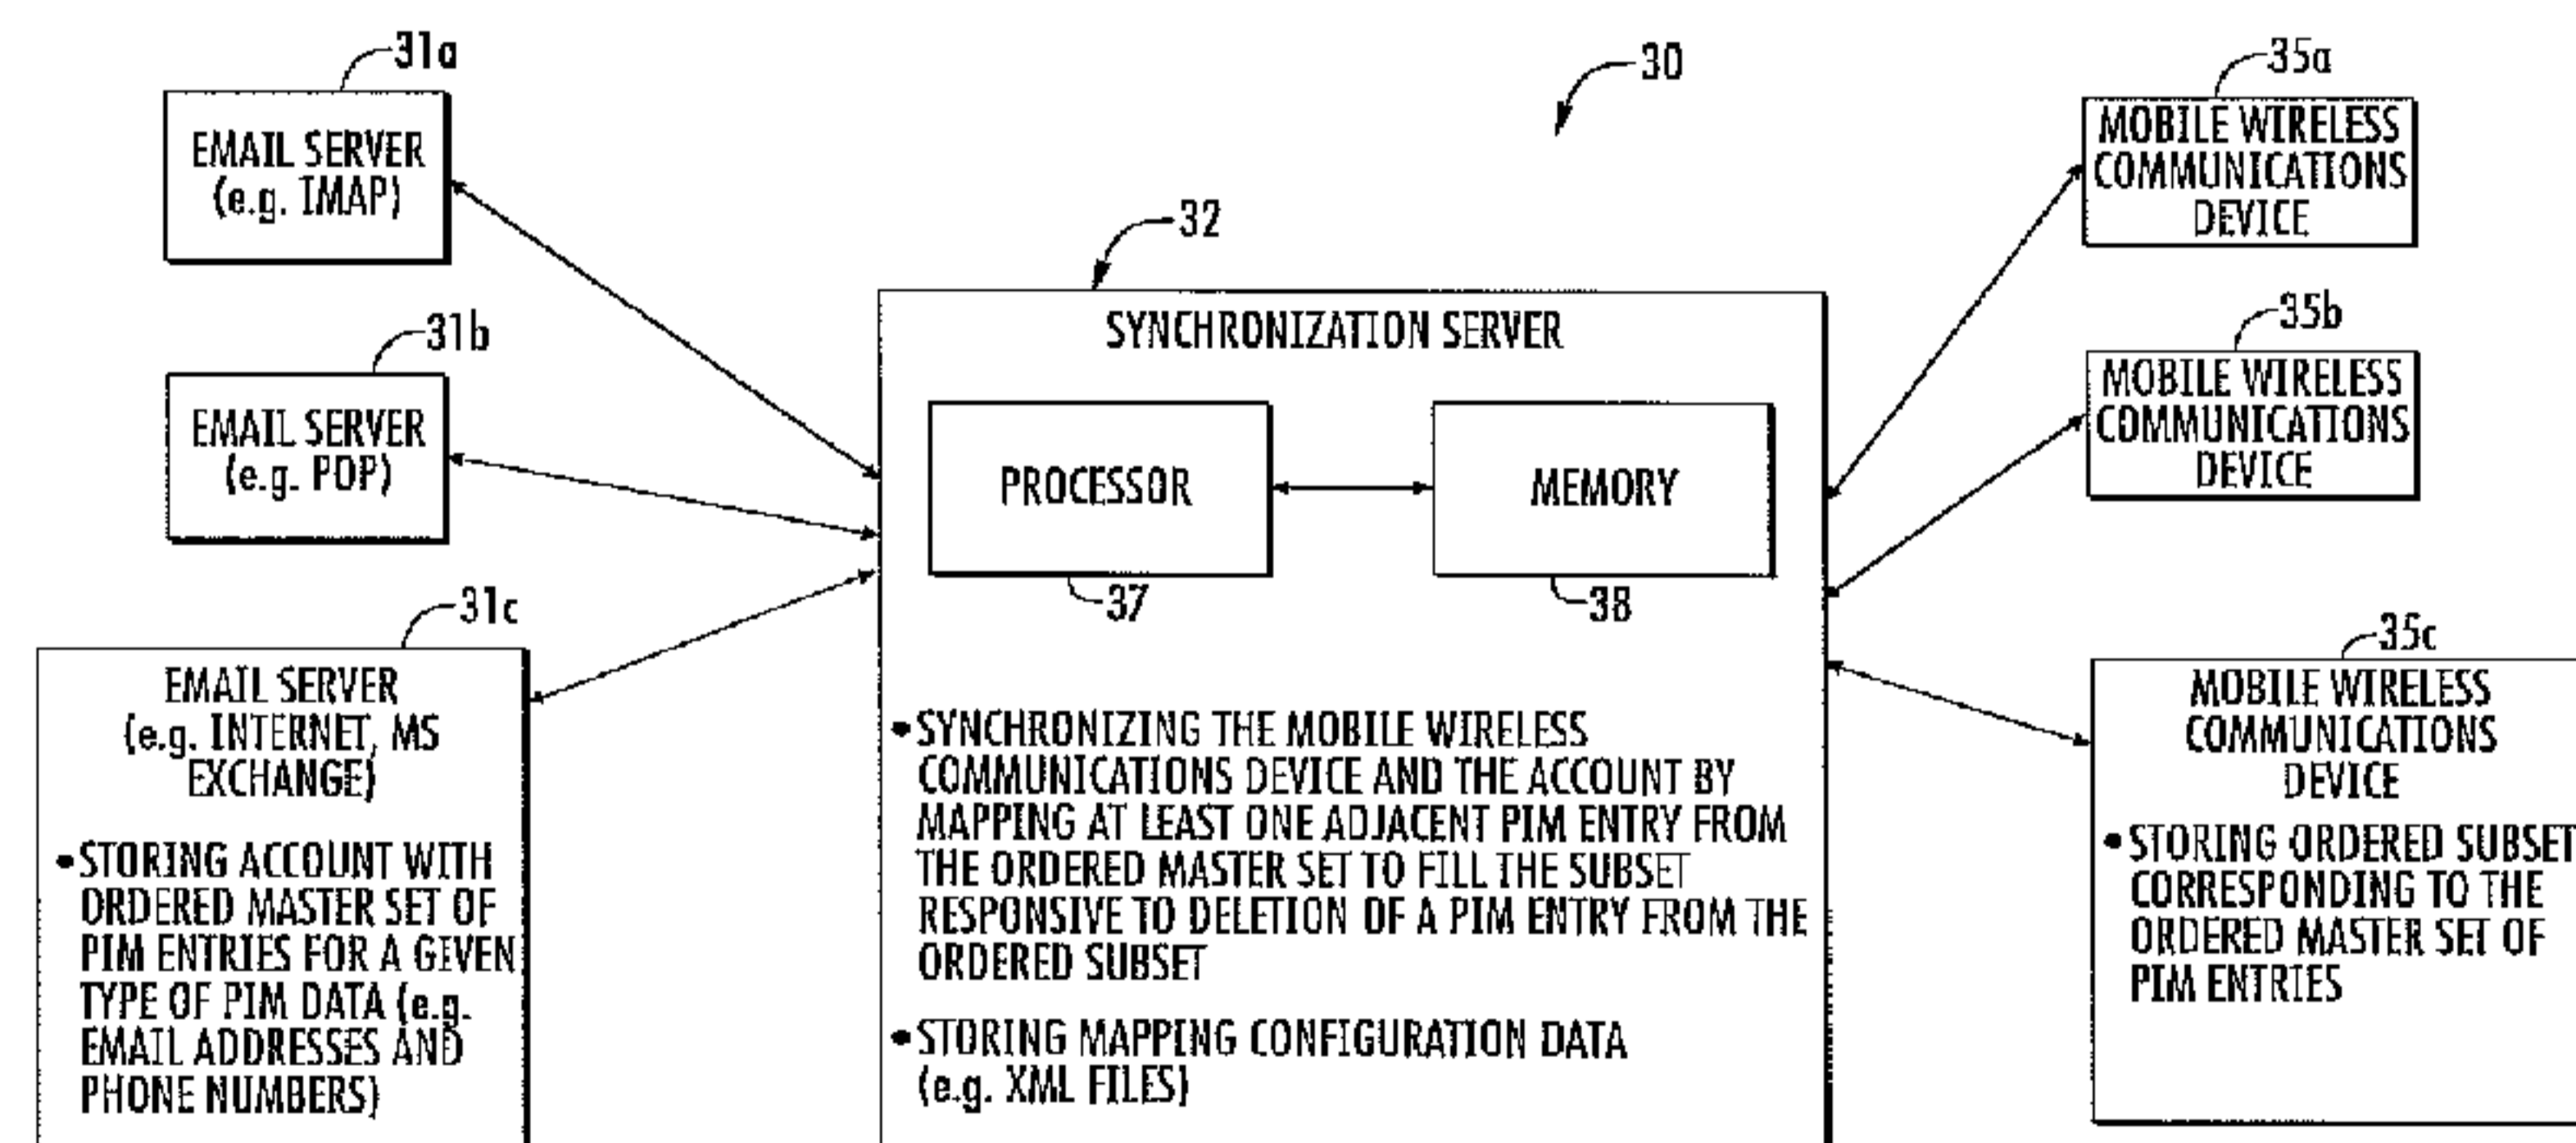 31a
EMAIL SERVER
(e.g. IMAP)
31b
EMAIL SERVER
(e.g. POP)
31c
EMAIL SERVER
(e.g. INTERNET, MS
EXCHANGE)
• STORING ACCOUNT WITH
ORDERED MASTER SET OF
PIM ENTRIES FOR A GIVEN
TYPE OF PIM DATA (e.g.
EMAIL ADDRESSES AND
PHONE NUMBERS)
30
32
SYNCHRONIZATION SERVER
PROCESSOR
37
MEMORY
38
• SYNCHRONIZING THE MOBILE WIRELESS
COMMUNICATIONS DEVICE AND THE ACCOUNT BY
MAPPING AT LEAST ONE ADJACENT PIM ENTRY FROM
THE ORDERED MASTER SET TO FILL THE SUBSET
RESPONSIVE TO DELETION OF A PIM ENTRY FROM THE
ORDERED SUBSET
• STORING MAPPING CONFIGURATION DATA
(e.g. XML FILES)
35a
MOBILE WIRELESS
COMMUNICATIONS
DEVICE
35b
MOBILE WIRELESS
COMMUNICATIONS
DEVICE
35c
MOBILE WIRELESS
COMMUNICATIONS
DEVICE
• STORING ORDERED SUBSET
CORRESPONDING TO THE
ORDERED MASTER SET OF
PIM ENTRIES